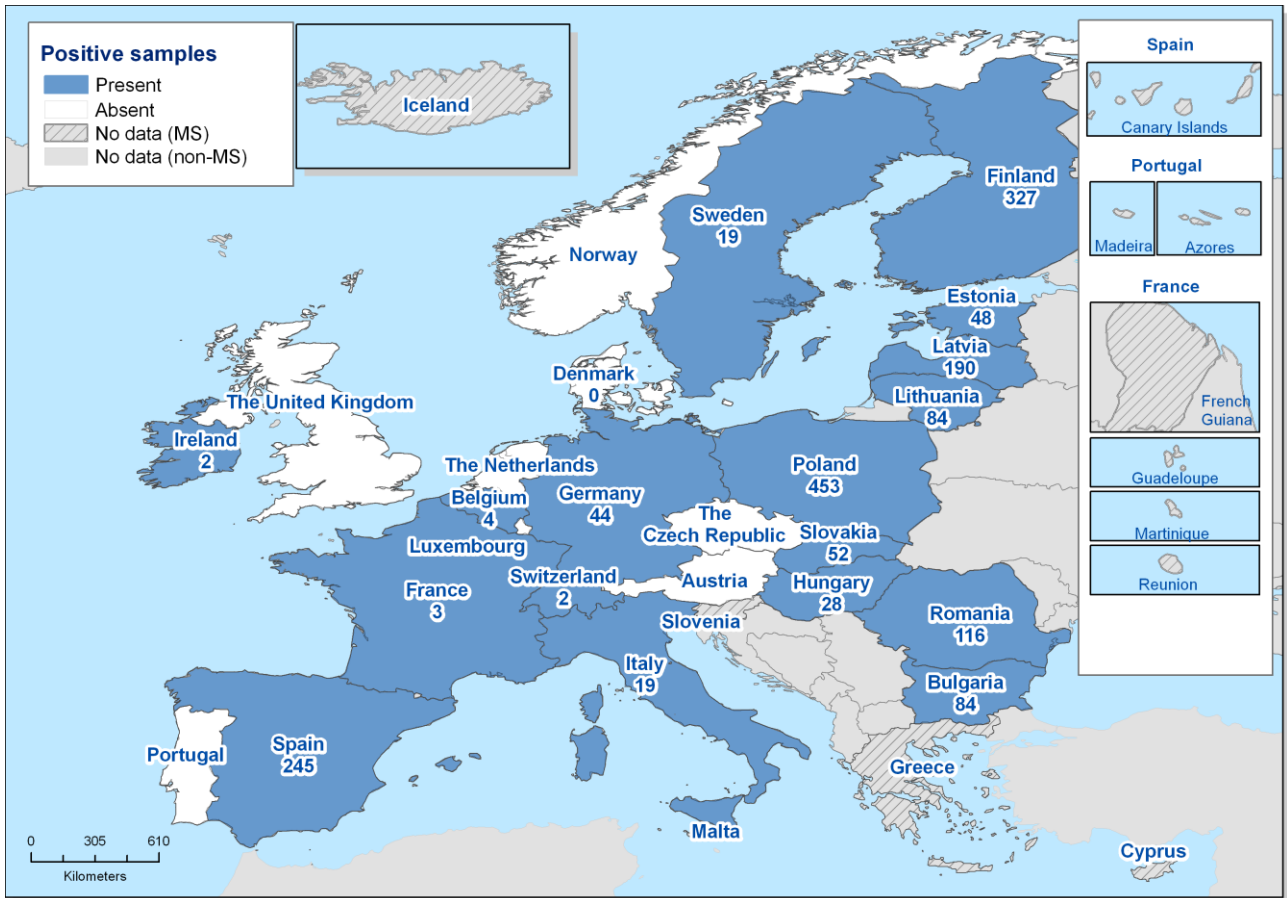 Positive samples
Present
Absent
No data (MS)
No data (non-MS)
Iceland
Spain
Canary Islands
Portugal
Madeira
Azores
France
French
Guiana
Guadeloupe
Martinique
Reunion
Finland
327
Sweden
19
Norway
Estonia
48
Latvia
190
Lithuania
84
Denmark
0
The United Kingdom
Ireland
2
The Netherlands
Belgium
4
Germany
44
Poland
453
The
Czech Republic
Slovakia
52
Luxembourg
France
3
Switzerland
2
Austria
Hungary
28
Slovenia
Romania
116
Italy
19
Bulgaria
84
Portugal
Spain
245
Greece
Malta
Cyprus
0 305 610
Kilometers